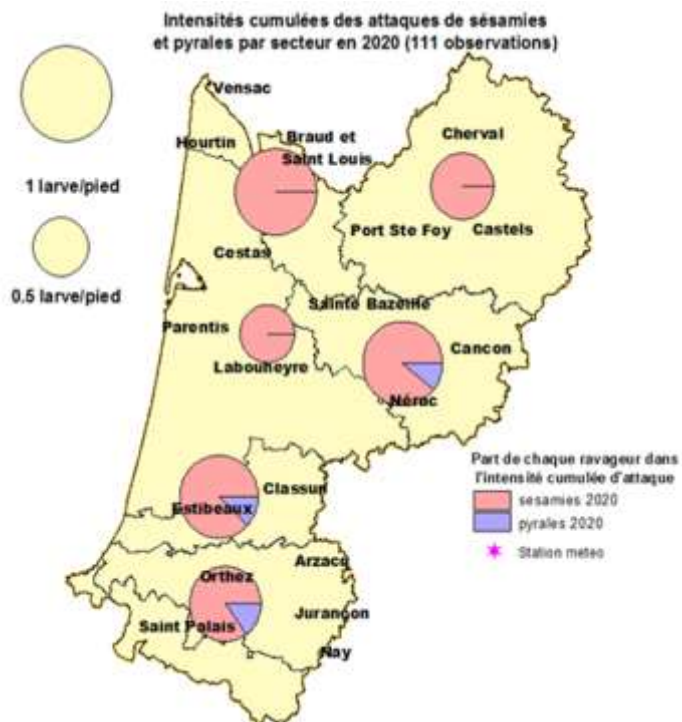 Intensités cumulées des attaques de sésamies
et pyrales par secteur en 2020 (111 observations)
Vensac
Hourtin
Braud et
Saint Louis
Cherval
1 larve/pied
Port Ste Foy
Castels
Cestas
0.5 larve/pied
Sainte Bazeille
Parentis
Cancon
Labouheyre
Nérac
Part de chaque ravageur dans
l'intensité cumulée d'attaque
Classun
sesamies 2020
Estibeaux
pyrales 2020
Station meteo
Arzacq
Orthez
Jurançon
Saint Palais
Nay